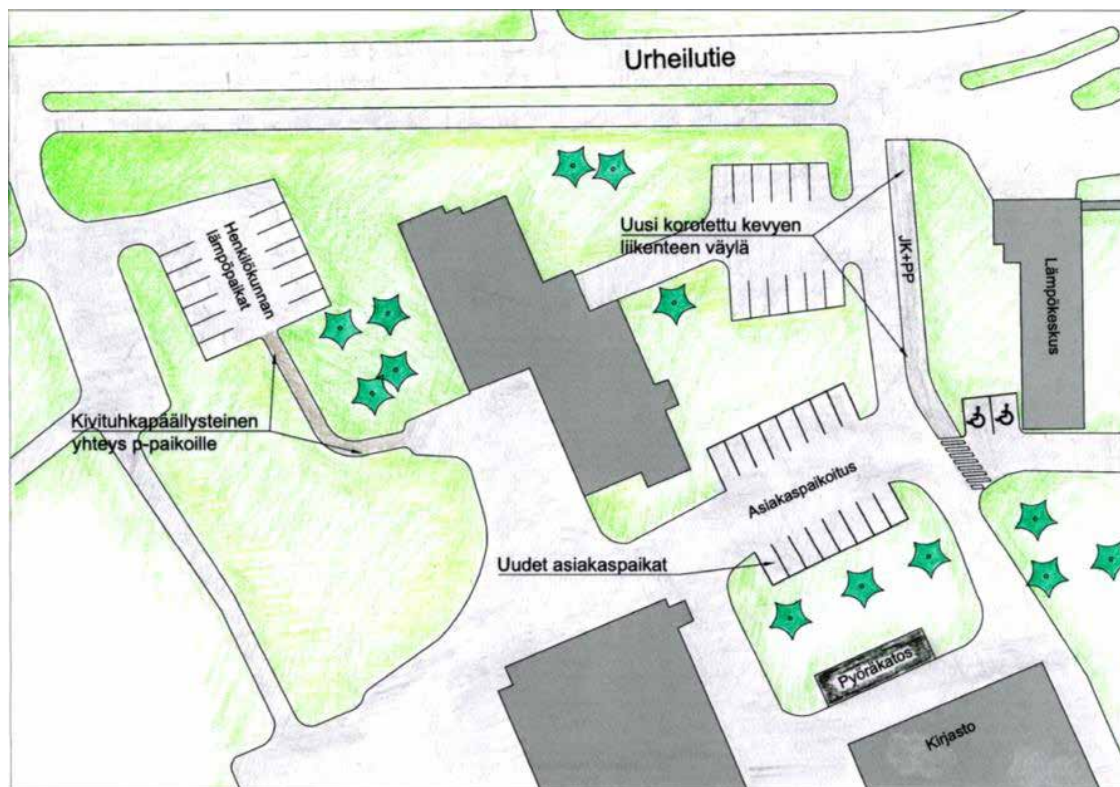 Urheilutie
Uusi korotettu kevyen
liikenteen väylä
JK+PP
Lämpökeskus
Henkilökunnan
lämpöpaikat
Kivituhkapäällysteinen
yhteys p-paikoille
Asiakaspaikoitus
Uudet asiakaspaikat
Pyöräkatos
Kirjasto